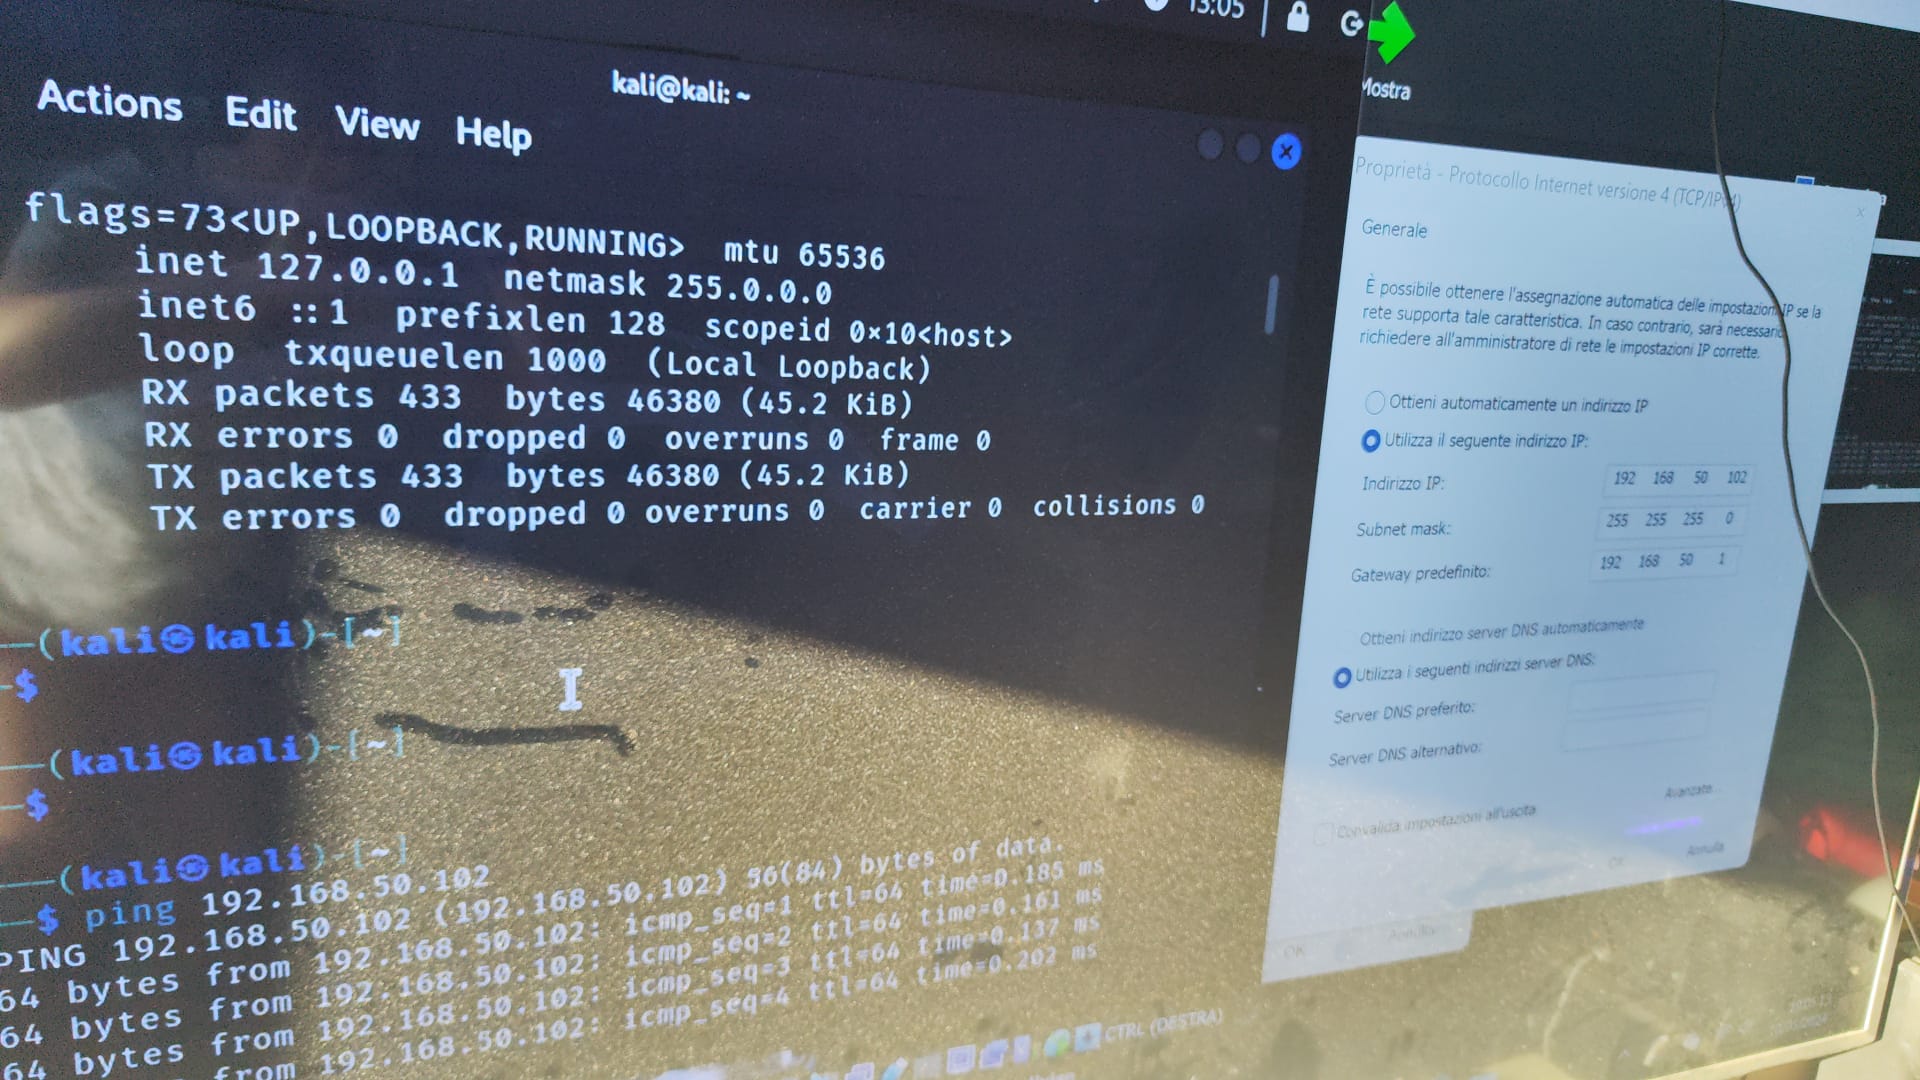 13:05
Actions Edit View Help
kali@kali: ~
flags=73<UP,LOOPBACK,RUNNING> mtu 65536
inet 127.0.0.1 netmask 255.0.0.0
inet6 ::1 prefixlen 128 scopeid 0×10<host>
loop txqueuelen 1000 (Local Loopback)
RX packets 433 bytes 46380 (45.2 KiB)
RX errors 0 dropped 0 overruns 0 frame 0
TX packets 433 bytes 46380 (45.2 KiB)
TX errors 0 dropped 0 overruns 0 carrier 0 collisions 0
(kali㉿kali)-[~]
$
(kali㉿kali)-[~]
$
(kali㉿kali)-[~]
$ ping 192.168.50.102
PING 192.168.50.102 (192.168.50.102) 56(84) bytes of data.
64 bytes from 192.168.50.102: icmp_seq=1 ttl=64 time=0.185 ms
64 bytes from 192.168.50.102: icmp_seq=2 ttl=64 time=0.161 ms
64 bytes from 192.168.50.102: icmp_seq=3 ttl=64 time=0.137 ms
64 bytes from 192.168.50.102: icmp_seq=4 ttl=64 time=0.202 ms
CTRL (DESTRA)
Mostra
Proprietà - Protocollo Internet versione 4 (TCP/IPv4)
Generale
È possibile ottenere l'assegnazione automatica delle impostazioni IP se la
rete supporta tale caratteristica. In caso contrario, sarà necessario
richiedere all'amministratore di rete le impostazioni IP corrette.
Ottieni automaticamente un indirizzo IP
Utilizza il seguente indirizzo IP:
Indirizzo IP: 192 168 50 102
Subnet mask: 255 255 255 0
Gateway predefinito: 192 168 50 1
Ottieni indirizzo server DNS automaticamente
Utilizza i seguenti indirizzi server DNS:
Server DNS preferito:
Server DNS alternativo:
Convalida impostazioni all'uscita
Avanzate...
OK Annulla
OK Annulla